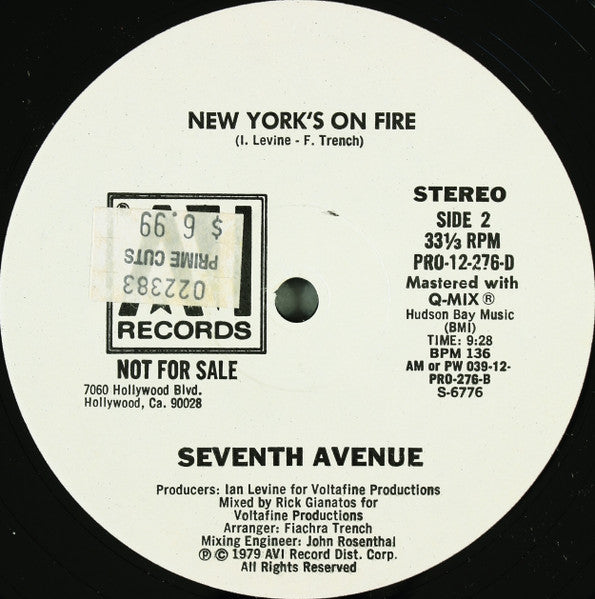 NEW YORK'S ON FIRE
(I. Levine - F. Trench)
$ 6.99
PRIME CUTS
022383
AVI
RECORDS
NOT FOR SALE
7060 Hollywood Blvd.
Hollywood, Ca. 90028
STEREO
SIDE 2
33⅓ RPM
PRO-12-276-D
Mastered with
Q-MIX ®
Hudson Bay Music
(BMI)
TIME: 9:28
BPM 136
AM or PW 039-12-
PRO-276-B
S-6776
SEVENTH AVENUE
Producers: Ian Levine for Voltafine Productions
Mixed by Rick Gianatos for
Voltafine Productions
Arranger: Fiachra Trench
Mixing Engineer: John Rosenthal
℗ © 1979 AVI Record Dist. Corp.
All Rights Reserved